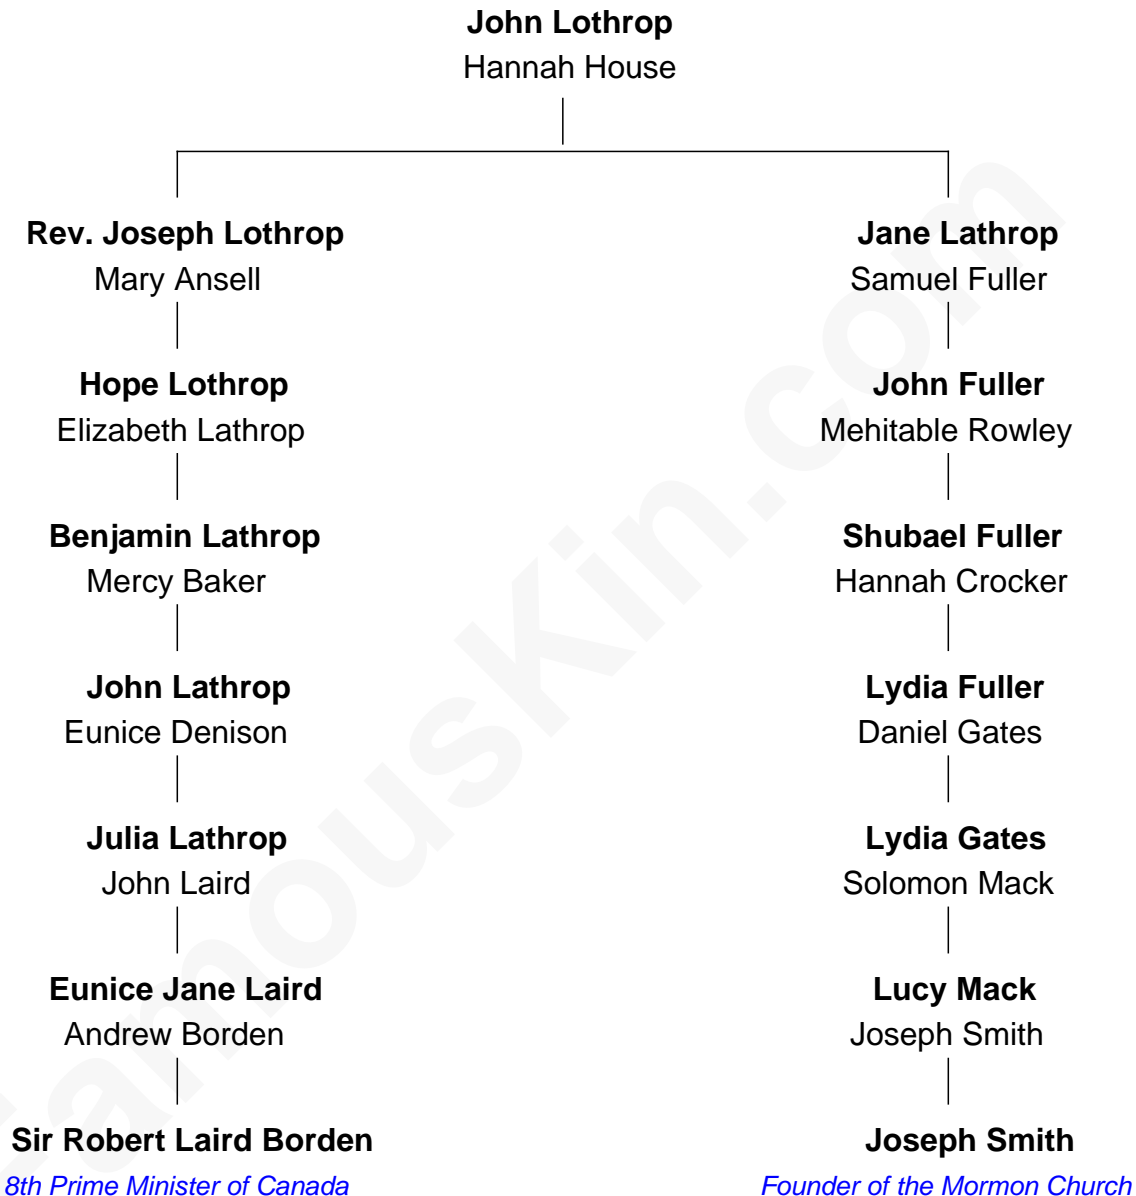 John Lothrop
Hannah House
Rev. Joseph Lothrop
Mary Ansell
Jane Lathrop
Samuel Fuller
Hope Lothrop
Elizabeth Lathrop
John Fuller
Mehitable Rowley
Benjamin Lathrop
Mercy Baker
Shubael Fuller
Hannah Crocker
John Lathrop
Eunice Denison
Lydia Fuller
Daniel Gates
Julia Lathrop
John Laird
Lydia Gates
Solomon Mack
Eunice Jane Laird
Andrew Borden
Lucy Mack
Joseph Smith
Sir Robert Laird Borden
8th Prime Minister of Canada
Joseph Smith
Founder of the Mormon Church
FamousKin.com